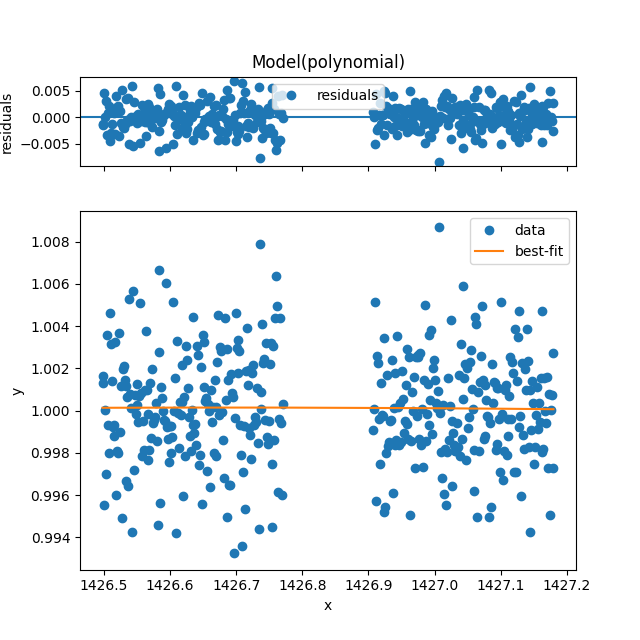 Model(polynomial)
residuals
0.005
0.000
−0.005
residuals
y
1.008
1.006
1.004
1.002
1.000
0.998
0.996
0.994
data
best-fit
1426.5 1426.6 1426.7 1426.8 1426.9 1427.0 1427.1 1427.2
x